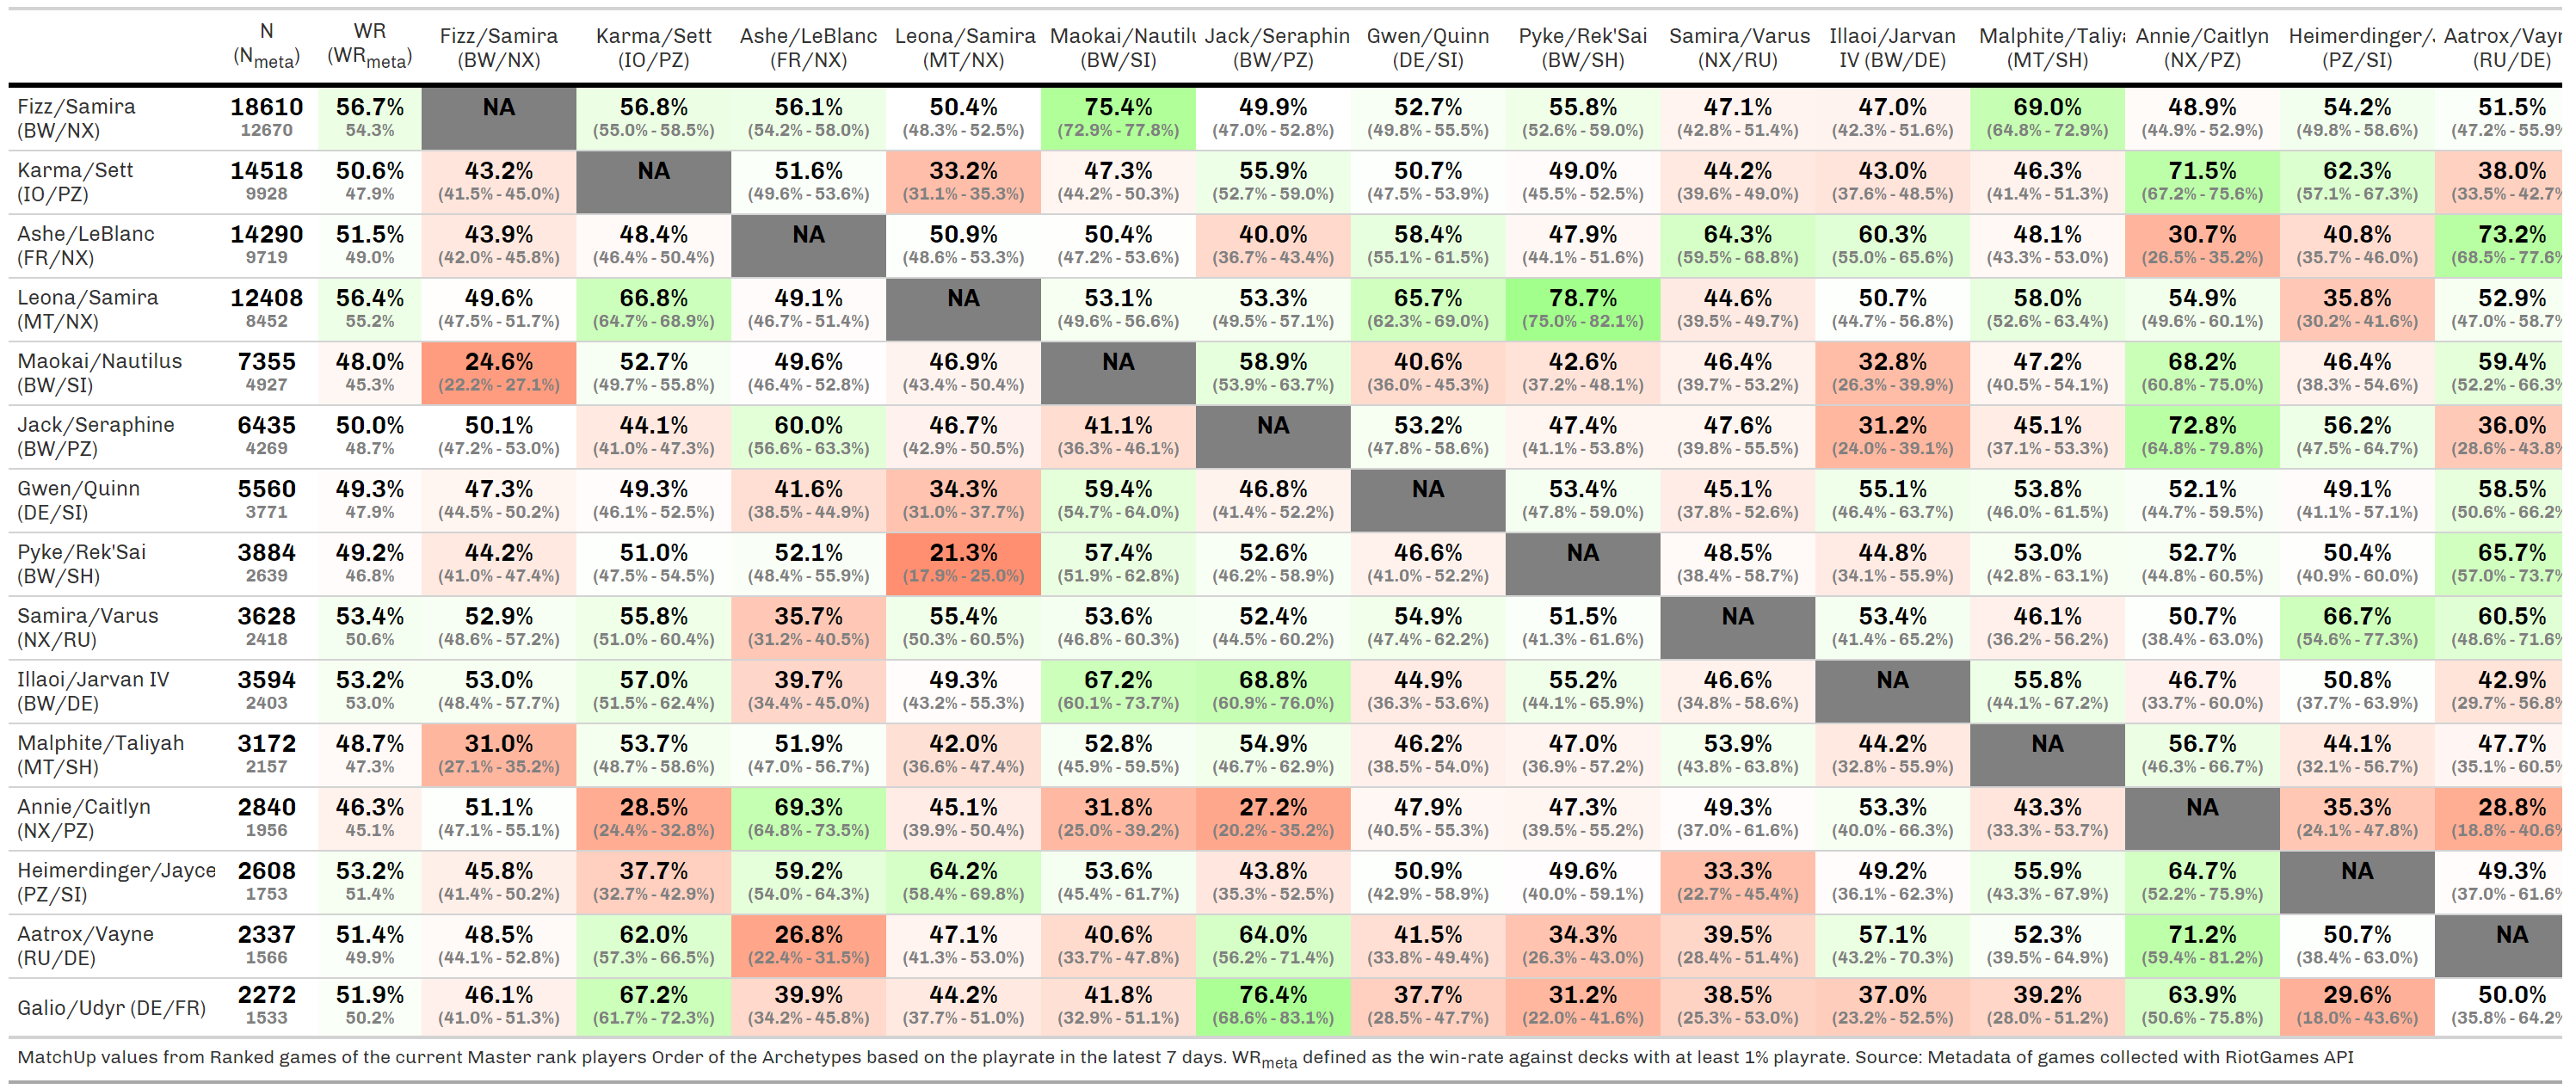 N WR Fizz/Samira Karma/Sett Ashe/LeBlanc Leona/Samira Maokai/Nautilu Jack/Seraphin Gwen/Quinn Pyke/Rek'Sai Samira/Varus Illaoi/Jarvan Malphite/Taliya Annie/Caitlyn Heimerdinger/J Aatrox/Vayn
(Nmeta) (WRmeta) (BW/NX) (IO/PZ) (FR/NX) (MT/NX) (BW/SI) (BW/PZ) (DE/SI) (BW/SH) (NX/RU) IV (BW/DE) (MT/SH) (NX/PZ) (PZ/SI) (RU/DE)
Fizz/Samira 18610 56.7% NA 56.8% 56.1% 50.4% 75.4% 49.9% 52.7% 55.8% 47.1% 47.0% 69.0% 48.9% 54.2% 51.5%
(BW/NX) 12670 54.3% (55.0% - 58.5%) (54.2% - 58.0%) (48.3% - 52.5%) (72.9% - 77.8%) (47.0% - 52.8%) (49.8% - 55.5%) (52.6% - 59.0%) (42.8% - 51.4%) (42.3% - 51.6%) (64.8% - 72.9%) (44.9% - 52.9%) (49.8% - 58.6%) (47.2% - 55.9%
Karma/Sett 14518 50.6% 43.2% NA 51.6% 33.2% 47.3% 55.9% 50.7% 49.0% 44.2% 43.0% 46.3% 71.5% 62.3% 38.0%
(IO/PZ) 9928 47.9% (41.5% - 45.0%) (49.6% - 53.6%) (31.1% - 35.3%) (44.2% - 50.3%) (52.7% - 59.0%) (47.5% - 53.9%) (45.5% - 52.5%) (39.6% - 49.0%) (37.6% - 48.5%) (41.4% - 51.3%) (67.2% - 75.6%) (57.1% - 67.3%) (33.5% - 42.7%
Ashe/LeBlanc 14290 51.5% 43.9% 48.4% NA 50.9% 50.4% 40.0% 58.4% 47.9% 64.3% 60.3% 48.1% 30.7% 40.8% 73.2%
(FR/NX) 9719 49.0% (42.0% - 45.8%) (46.4% - 50.4%) (48.6% - 53.3%) (47.2% - 53.6%) (36.7% - 43.4%) (55.1% - 61.5%) (44.1% - 51.6%) (59.5% - 68.8%) (55.0% - 65.6%) (43.3% - 53.0%) (26.5% - 35.2%) (35.7% - 46.0%) (68.5% - 77.6%
Leona/Samira 12408 56.4% 49.6% 66.8% 49.1% NA 53.1% 53.3% 65.7% 78.7% 44.6% 50.7% 58.0% 54.9% 35.8% 52.9%
(MT/NX) 8452 55.2% (47.5% - 51.7%) (64.7% - 68.9%) (46.7% - 51.4%) (49.6% - 56.6%) (49.5% - 57.1%) (62.3% - 69.0%) (75.0% - 82.1%) (39.5% - 49.7%) (44.7% - 56.8%) (52.6% - 63.4%) (49.6% - 60.1%) (30.2% - 41.6%) (47.0% - 58.7%
Maokai/Nautilus 7355 48.0% 24.6% 52.7% 49.6% 46.9% NA 58.9% 40.6% 42.6% 46.4% 32.8% 47.2% 68.2% 46.4% 59.4%
(BW/SI) 4927 45.3% (22.2% - 27.1%) (49.7% - 55.8%) (46.4% - 52.8%) (43.4% - 50.4%) (53.9% - 63.7%) (36.0% - 45.3%) (37.2% - 48.1%) (39.7% - 53.2%) (26.3% - 39.9%) (40.5% - 54.1%) (60.8% - 75.0%) (38.3% - 54.6%) (52.2% - 66.3%
Jack/Seraphine 6435 50.0% 50.1% 44.1% 60.0% 46.7% 41.1% NA 53.2% 47.4% 47.6% 31.2% 45.1% 72.8% 56.2% 36.0%
(BW/PZ) 4269 48.7% (47.2% - 53.0%) (41.0% - 47.3%) (56.6% - 63.3%) (42.9% - 50.5%) (36.3% - 46.1%) (47.8% - 58.6%) (41.1% - 53.8%) (39.8% - 55.5%) (24.0% - 39.1%) (37.1% - 53.3%) (64.8% - 79.8%) (47.5% - 64.7%) (28.6% - 43.8%
Gwen/Quinn 5560 49.3% 47.3% 49.3% 41.6% 34.3% 59.4% 46.8% NA 53.4% 45.1% 55.1% 53.8% 52.1% 49.1% 58.5%
(DE/SI) 3771 47.9% (44.5% - 50.2%) (46.1% - 52.5%) (38.5% - 44.9%) (31.0% - 37.7%) (54.7% - 64.0%) (41.4% - 52.2%) (47.8% - 59.0%) (37.8% - 52.6%) (46.4% - 63.7%) (46.0% - 61.5%) (44.7% - 59.5%) (41.1% - 57.1%) (50.6% - 66.2%
Pyke/Rek'Sai 3884 49.2% 44.2% 51.0% 52.1% 21.3% 57.4% 52.6% 46.6% NA 48.5% 44.8% 53.0% 52.7% 50.4% 65.7%
(BW/SH) 2639 46.8% (41.0% - 47.4%) (47.5% - 54.5%) (48.4% - 55.9%) (17.9% - 25.0%) (51.9% - 62.8%) (46.2% - 58.9%) (41.0% - 52.2%) (38.4% - 58.7%) (34.1% - 55.9%) (42.8% - 63.1%) (44.8% - 60.5%) (40.9% - 60.0%) (57.0% - 73.7%
Samira/Varus 3628 53.4% 52.9% 55.8% 35.7% 55.4% 53.6% 52.4% 54.9% 51.5% NA 53.4% 46.1% 50.7% 66.7% 60.5%
(NX/RU) 2418 50.6% (48.6% - 57.2%) (51.0% - 60.4%) (31.2% - 40.5%) (50.3% - 60.5%) (46.8% - 60.3%) (44.5% - 60.2%) (47.4% - 62.2%) (41.3% - 61.6%) (41.4% - 65.2%) (36.2% - 56.2%) (38.4% - 63.0%) (54.6% - 77.3%) (48.6% - 71.6%
Illaoi/Jarvan IV 3594 53.2% 53.0% 57.0% 39.7% 49.3% 67.2% 68.8% 44.9% 55.2% 46.6% NA 55.8% 46.7% 50.8% 42.9%
(BW/DE) 2403 53.0% (48.4% - 57.7%) (51.5% - 62.4%) (34.4% - 45.0%) (43.2% - 55.3%) (60.1% - 73.7%) (60.9% - 76.0%) (36.3% - 53.6%) (44.1% - 65.9%) (34.8% - 58.6%) (44.1% - 67.2%) (33.7% - 60.0%) (37.7% - 63.9%) (29.7% - 56.8%
Malphite/Taliyah 3172 48.7% 31.0% 53.7% 51.9% 42.0% 52.8% 54.9% 46.2% 47.0% 53.9% 44.2% NA 56.7% 44.1% 47.7%
(MT/SH) 2157 47.3% (27.1% - 35.2%) (48.7% - 58.6%) (47.0% - 56.7%) (36.6% - 47.4%) (45.9% - 59.5%) (46.7% - 62.9%) (38.5% - 54.0%) (36.9% - 57.2%) (43.8% - 63.8%) (32.8% - 55.9%) (46.3% - 66.7%) (32.1% - 56.7%) (35.1% - 60.5%
Annie/Caitlyn 2840 46.3% 51.1% 28.5% 69.3% 45.1% 31.8% 27.2% 47.9% 47.3% 49.3% 53.3% 43.3% NA 35.3% 28.8%
(NX/PZ) 1956 45.1% (47.1% - 55.1%) (24.4% - 32.8%) (64.8% - 73.5%) (39.9% - 50.4%) (25.0% - 39.2%) (20.2% - 35.2%) (40.5% - 55.3%) (39.5% - 55.2%) (37.0% - 61.6%) (40.0% - 66.3%) (33.3% - 53.7%) (24.1% - 47.8%) (18.8% - 40.6%
Heimerdinger/Jayce 2608 53.2% 45.8% 37.7% 59.2% 64.2% 53.6% 43.8% 50.9% 49.6% 33.3% 49.2% 55.9% 64.7% NA 49.3%
(PZ/SI) 1753 51.4% (41.4% - 50.2%) (32.7% - 42.9%) (54.0% - 64.3%) (58.4% - 69.8%) (45.4% - 61.7%) (35.3% - 52.5%) (42.9% - 58.9%) (40.0% - 59.1%) (22.7% - 45.4%) (36.1% - 62.3%) (43.3% - 67.9%) (52.2% - 75.9%) (37.0% - 61.6%
Aatrox/Vayne 2337 51.4% 48.5% 62.0% 26.8% 47.1% 40.6% 64.0% 41.5% 34.3% 39.5% 57.1% 52.3% 71.2% 50.7% NA
(RU/DE) 1566 49.9% (44.1% - 52.8%) (57.3% - 66.5%) (22.4% - 31.5%) (41.3% - 53.0%) (33.7% - 47.8%) (56.2% - 71.4%) (33.8% - 49.4%) (26.3% - 43.0%) (28.4% - 51.4%) (43.2% - 70.3%) (39.5% - 64.9%) (59.4% - 81.2%) (38.4% - 63.0%)
Galio/Udyr (DE/FR) 2272 51.9% 46.1% 67.2% 39.9% 44.2% 41.8% 76.4% 37.7% 31.2% 38.5% 37.0% 39.2% 63.9% 29.6% 50.0%
1533 50.2% (41.0% - 51.3%) (61.7% - 72.3%) (34.2% - 45.8%) (37.7% - 51.0%) (32.9% - 51.1%) (68.6% - 83.1%) (28.5% - 47.7%) (22.0% - 41.6%) (25.3% - 53.0%) (23.2% - 52.5%) (28.0% - 51.2%) (50.6% - 75.8%) (18.0% - 43.6%) (35.8% - 64.2%
MatchUp values from Ranked games of the current Master rank players Order of the Archetypes based on the playrate in the latest 7 days. WRmeta defined as the win-rate against decks with at least 1% playrate. Source: Metadata of games collected with RiotGames API